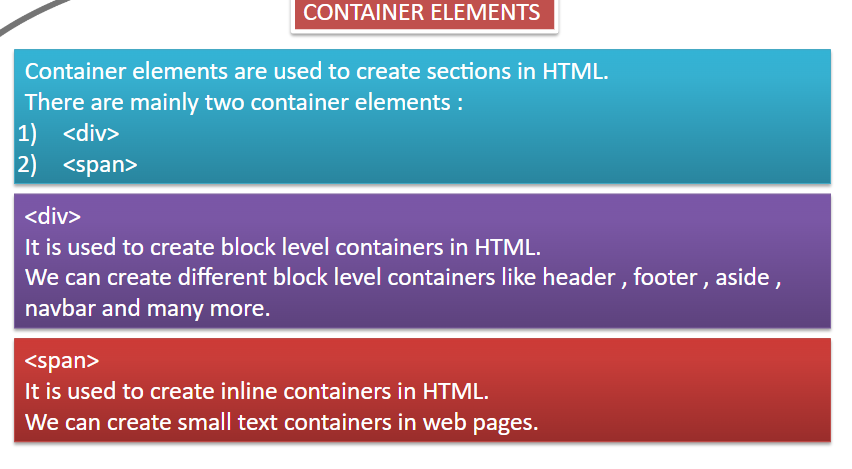 CONTAINER ELEMENTS
Container elements are used to create sections in HTML.
There are mainly two container elements :
1) <div>
2) <span>
<div>
It is used to create block level containers in HTML.
We can create different block level containers like header , footer , aside ,
navbar and many more.
<span>
It is used to create inline containers in HTML.
We can create small text containers in web pages.